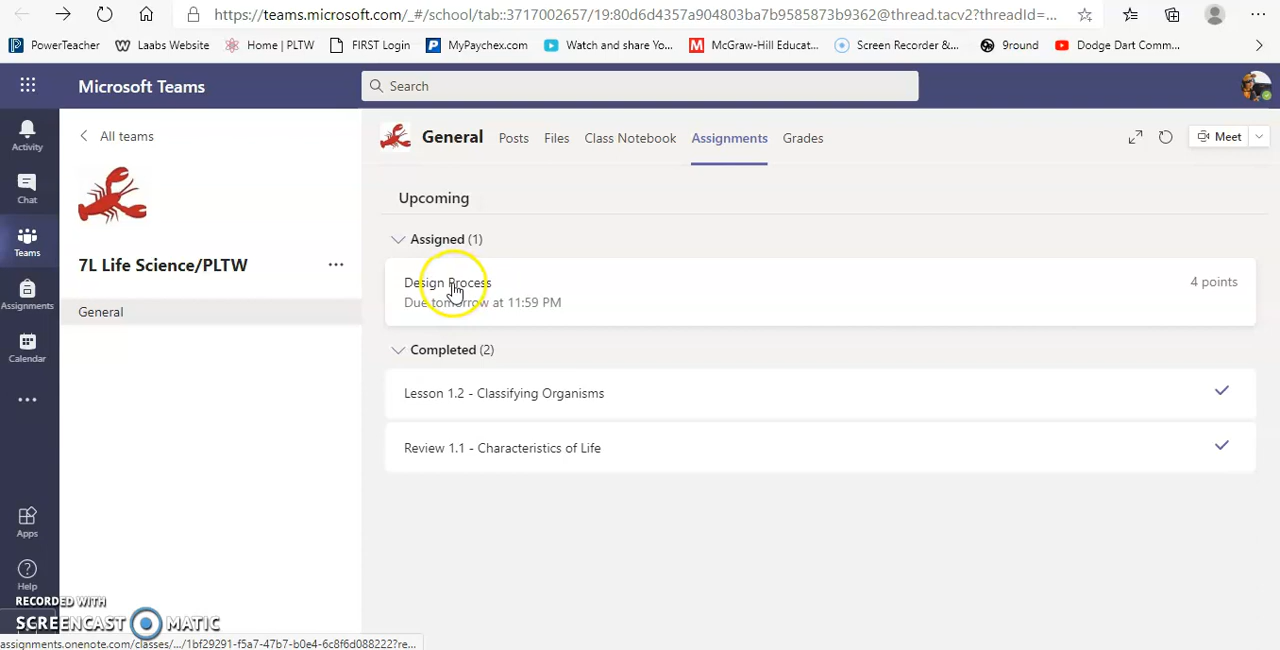 https://teams.microsoft.com/_#/school/tab::3717002657/19:80d6d4357a904803ba7b9585873b9362@thread.tacv2?threadId=...
PowerTeacher Laabs Website Home | PLTW FIRST Login MyPaychex.com Watch and share Yo... McGraw-Hill Educat... Screen Recorder &... 9round Dodge Dart Comm...
Microsoft Teams
Search
Activity
Chat
Teams
Assignments
Calendar
Apps
Help
All teams
7L Life Science/PLTW
General
General Posts Files Class Notebook Assignments Grades
Meet
Upcoming
Assigned (1)
Design Process
4 points
Due tomorrow at 11:59 PM
Completed (2)
Lesson 1.2 - Classifying Organisms
Review 1.1 - Characteristics of Life
RECORDED WITH
SCREENCAST MATIC
assignments.onenote.com/classes/.../1bf29291-f5a7-47b7-b0e4-6c8f6d088222?re...